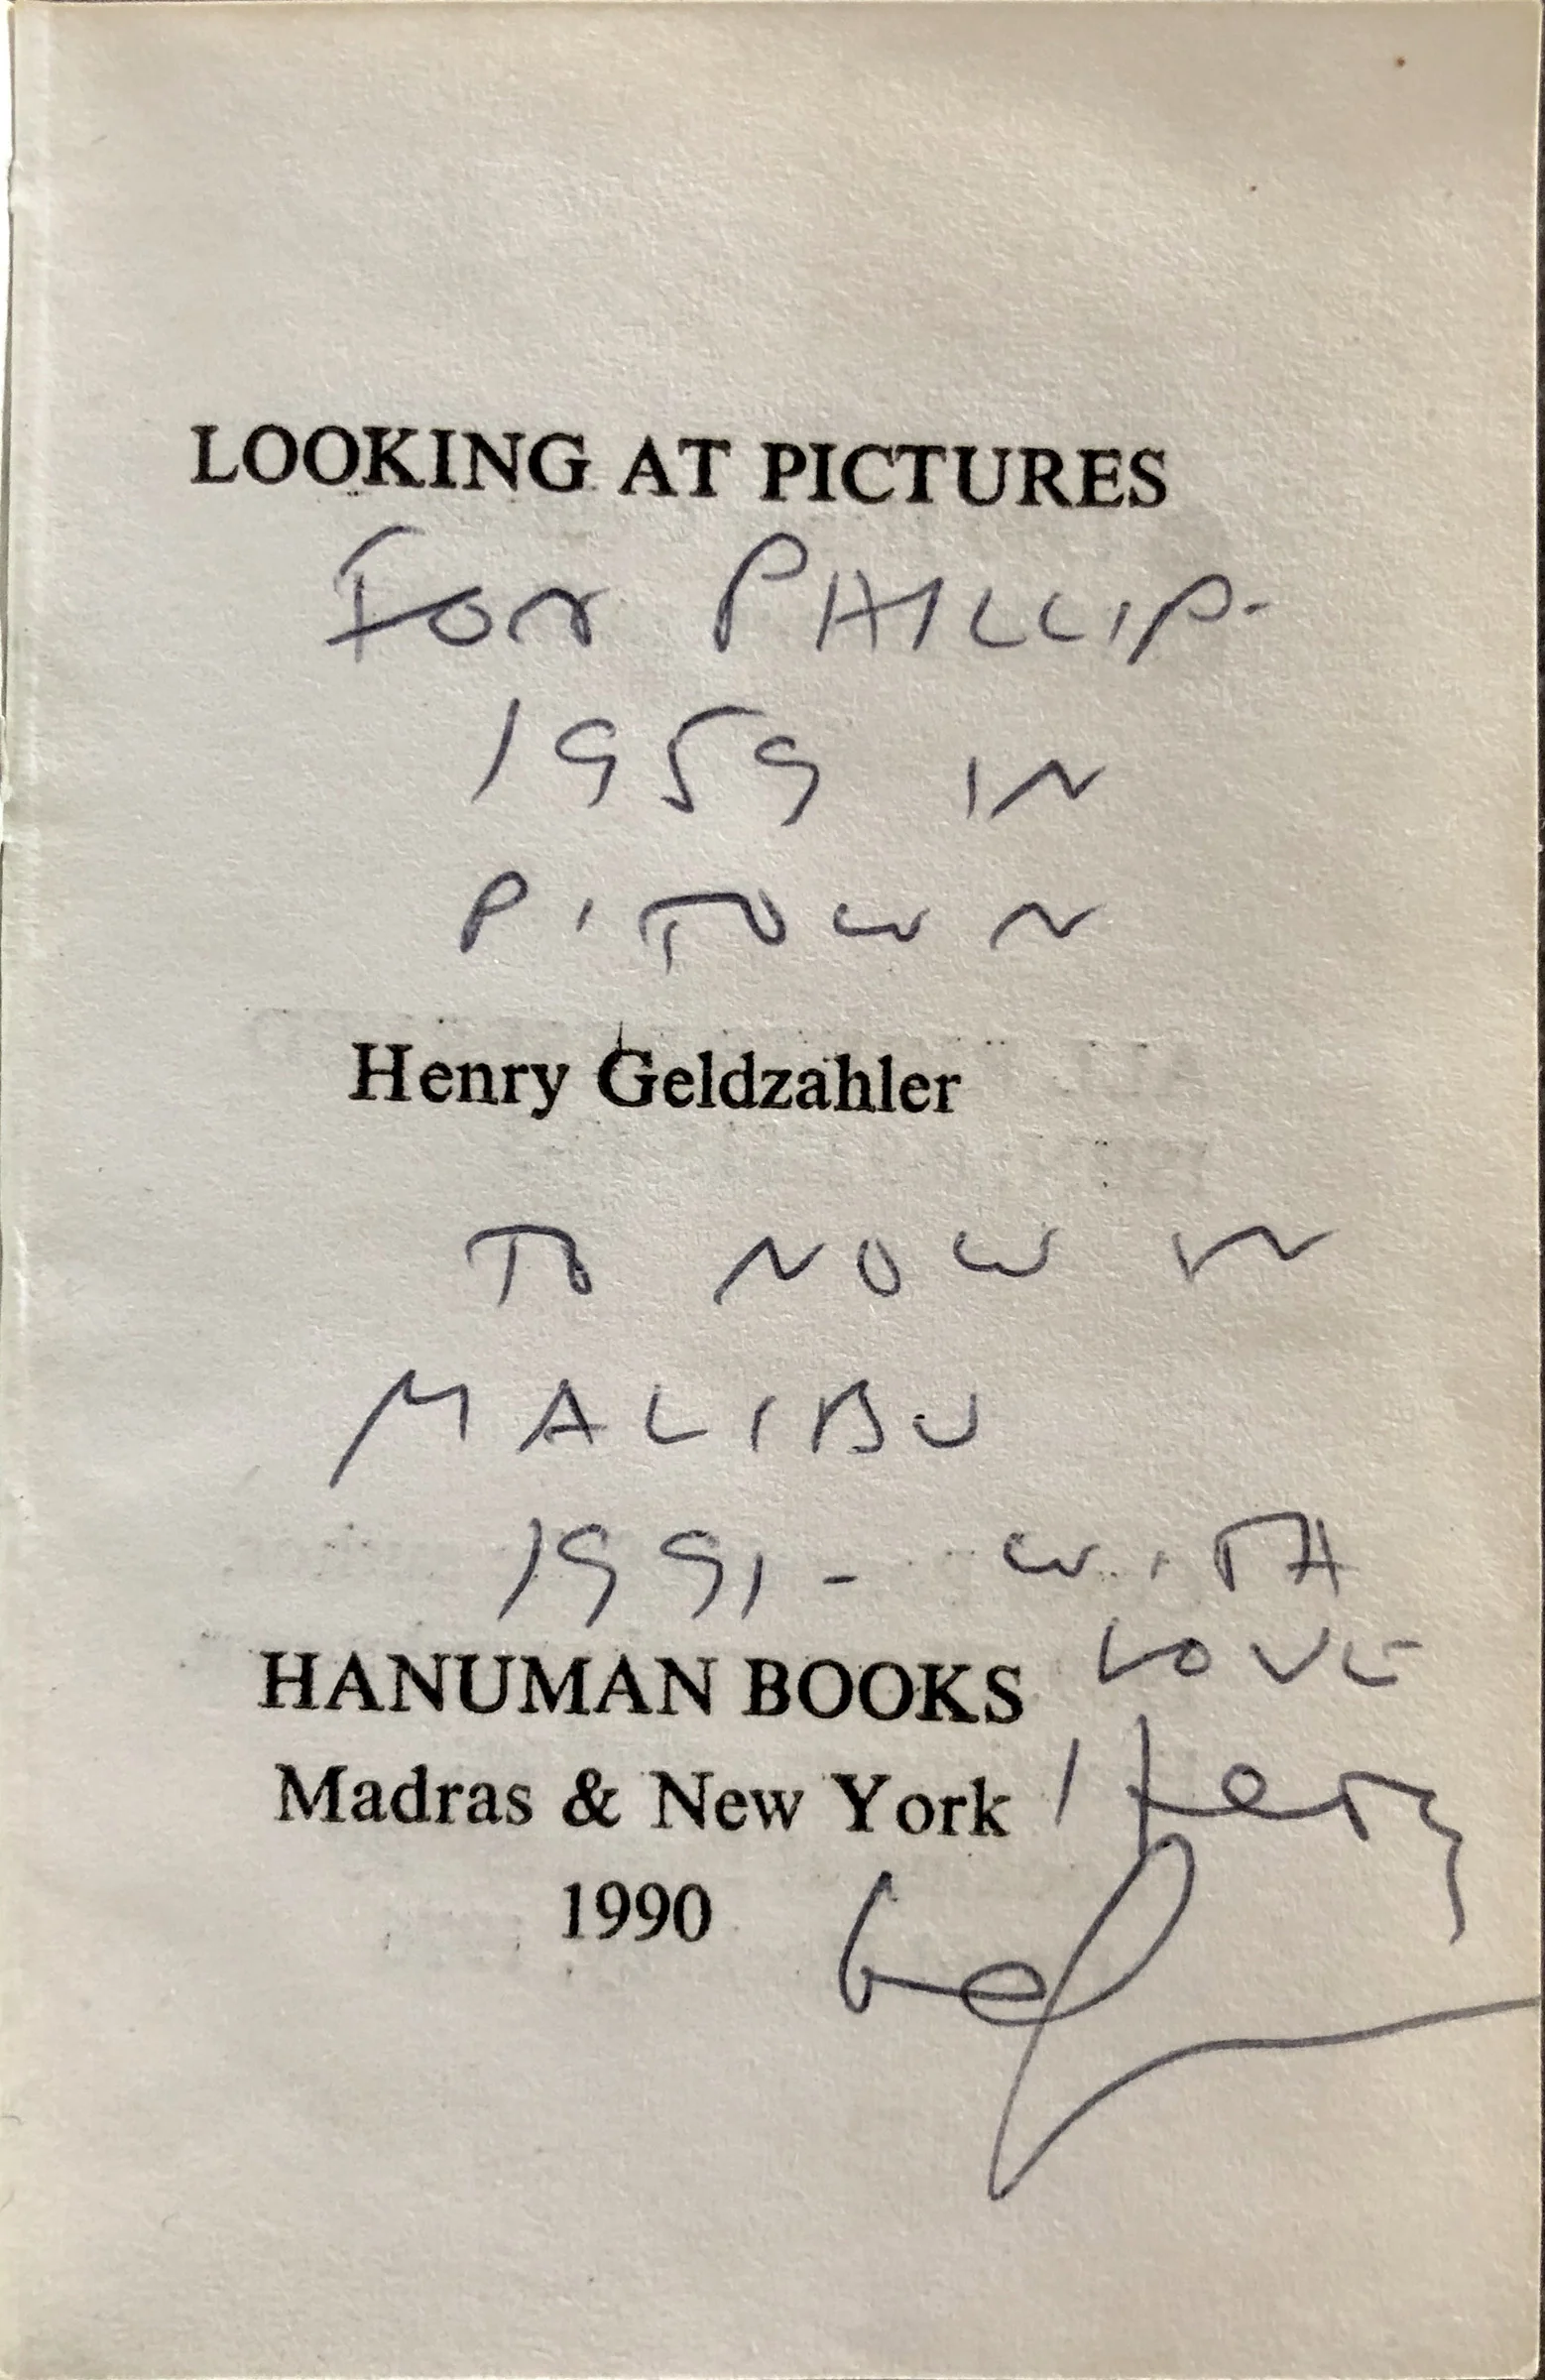 LOOKING AT PICTURES
FOR PHILLIP-
1959 IN
P'TOWN
Henry Geldzahler
TO NOW IN
MALIBU
1991 - WITH
LOVE
HANUMAN BOOKS
Madras & New York
Henry
1990
Gel